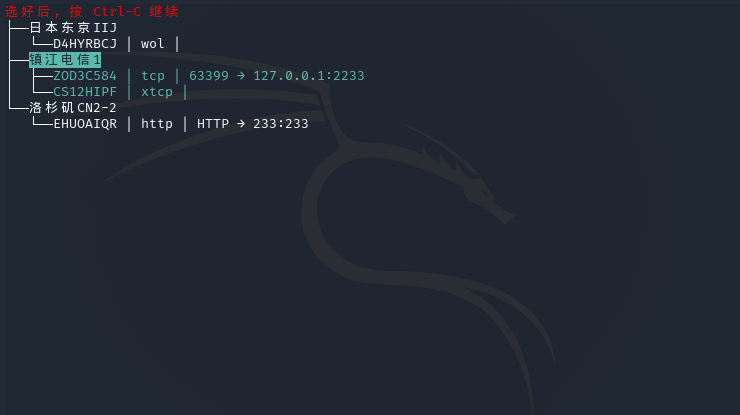 选好后, 按 Ctrl-C 继续
├──日本东京IIJ
│  └──D4HYRBCJ | wol |
├──镇江电信1
│  ├──ZOD3C584 | tcp | 63399 → 127.0.0.1:2233
│  └──CS12HIPF | xtcp |
└──洛杉矶CN2-2
   └──EHUOAIQR | http | HTTP → 233:233